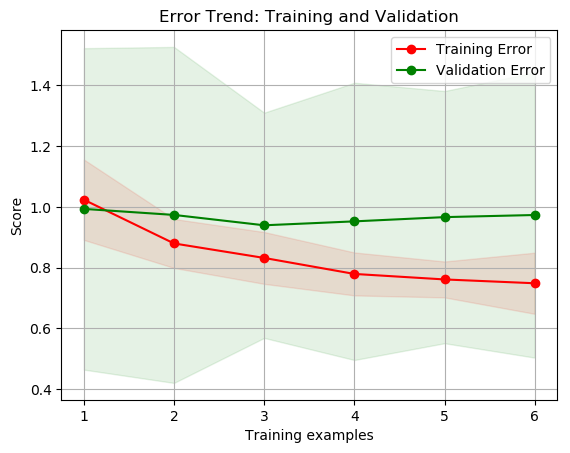 Error Trend: Training and Validation
Training Error
Validation Error
1.4
1.2
1.0
0.8
0.6
0.4
Score
1 2 3 4 5 6
Training examples